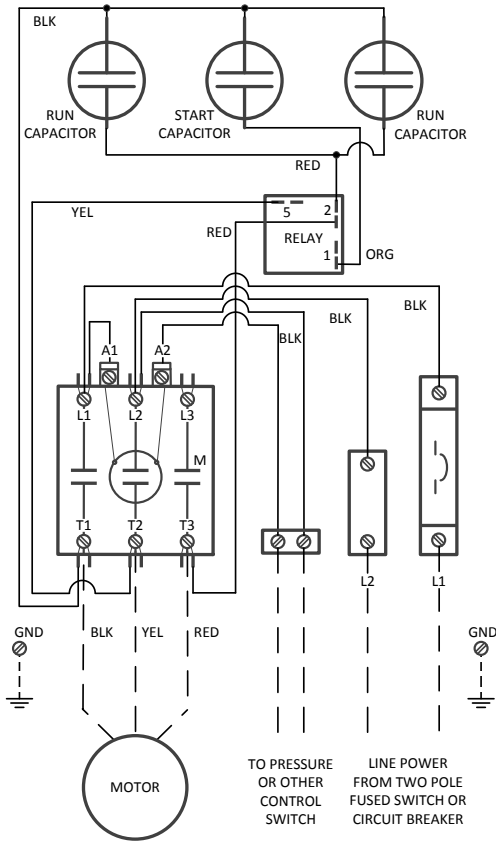 BLK
RUN
CAPACITOR
START
CAPACITOR
RUN
CAPACITOR
RED
YEL
5
2
RED
RELAY
1
ORG
BLK
BLK
BLK
A1
A2
L1
L2
L3
M
T1
T2
T3
L2
L1
GND
BLK
YEL
RED
GND
MOTOR
TO PRESSURE
OR OTHER
CONTROL
SWITCH
LINE POWER
FROM TWO POLE
FUSED SWITCH OR
CIRCUIT BREAKER